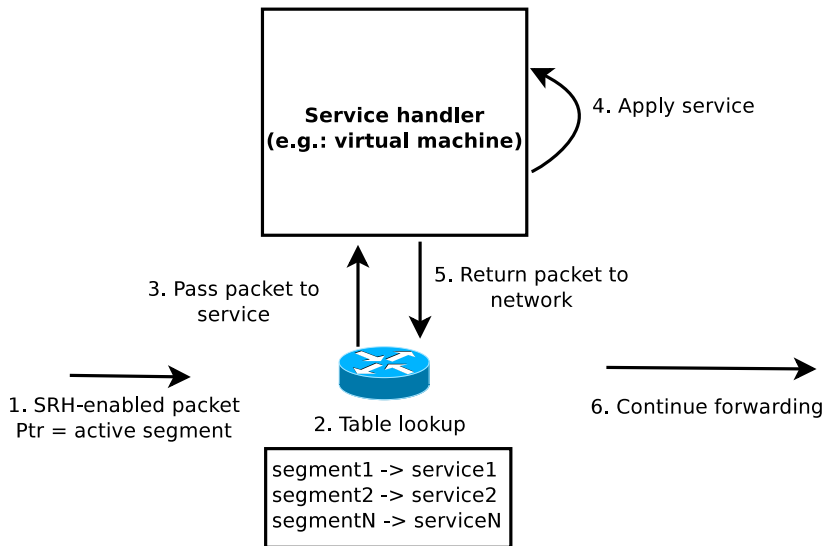 Service handler
(e.g.: virtual machine)
4. Apply service
3. Pass packet to
service
5. Return packet to
network
1. SRH-enabled packet
Ptr = active segment
2. Table lookup
6. Continue forwarding
segment1 -> service1
segment2 -> service2
segmentN -> serviceN